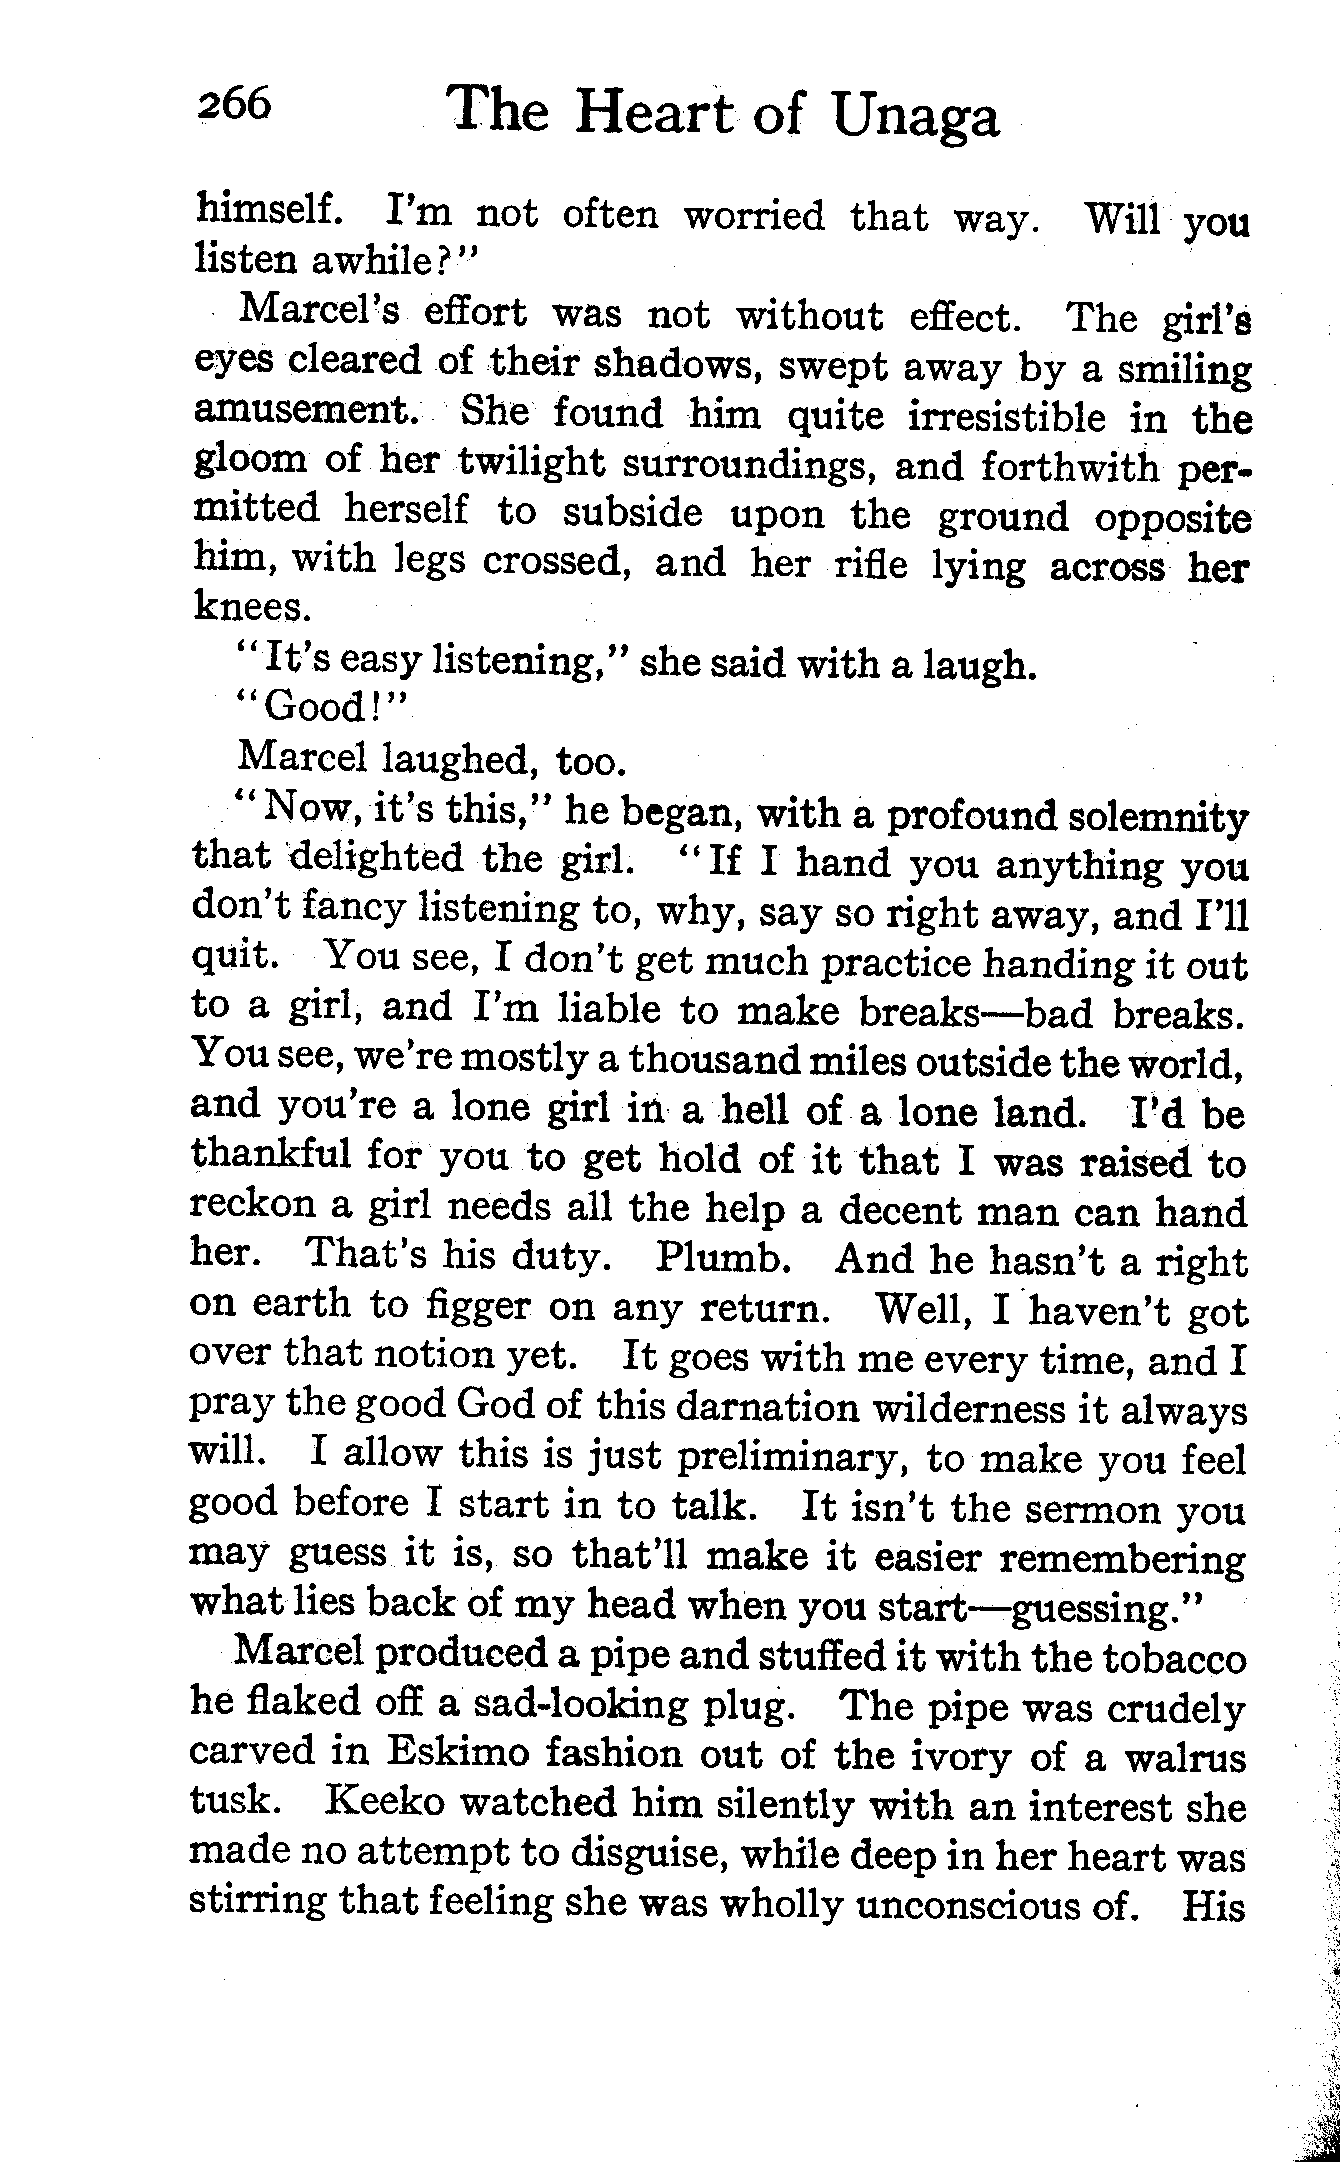 266 The Heart of Unaga
himself. I'm not often worried that way. Will you
listen awhile?"
Marcel's effort was not without effect. The girl's
eyes cleared of their shadows, swept away by a smiling
amusement. She found him quite irresistible in the
gloom of her twilight surroundings, and forthwith per-
mitted herself to subside upon the ground opposite
him, with legs crossed, and her rifle lying across her
knees.
"It's easy listening," she said with a laugh.
"Good!"
Marcel laughed, too.
"Now, it's this," he began, with a profound solemnity
that delighted the girl. "If I hand you anything you
don't fancy listening to, why, say so right away, and I'll
quit. You see, I don't get much practice handing it out
to a girl, and I'm liable to make breaks—bad breaks.
You see, we're mostly a thousand miles outside the world,
and you're a lone girl in a hell of a lone land. I'd be
thankful for you to get hold of it that I was raised to
reckon a girl needs all the help a decent man can hand
her. That's his duty. Plumb. And he hasn't a right
on earth to figger on any return. Well, I haven't got
over that notion yet. It goes with me every time, and I
pray the good God of this darnation wilderness it always
will. I allow this is just preliminary, to make you feel
good before I start in to talk. It isn't the sermon you
may guess it is, so that'll make it easier remembering
what lies back of my head when you start—guessing."
Marcel produced a pipe and stuffed it with the tobacco
he flaked off a sad-looking plug. The pipe was crudely
carved in Eskimo fashion out of the ivory of a walrus
tusk. Keeko watched him silently with an interest she
made no attempt to disguise, while deep in her heart was
stirring that feeling she was wholly unconscious of. His